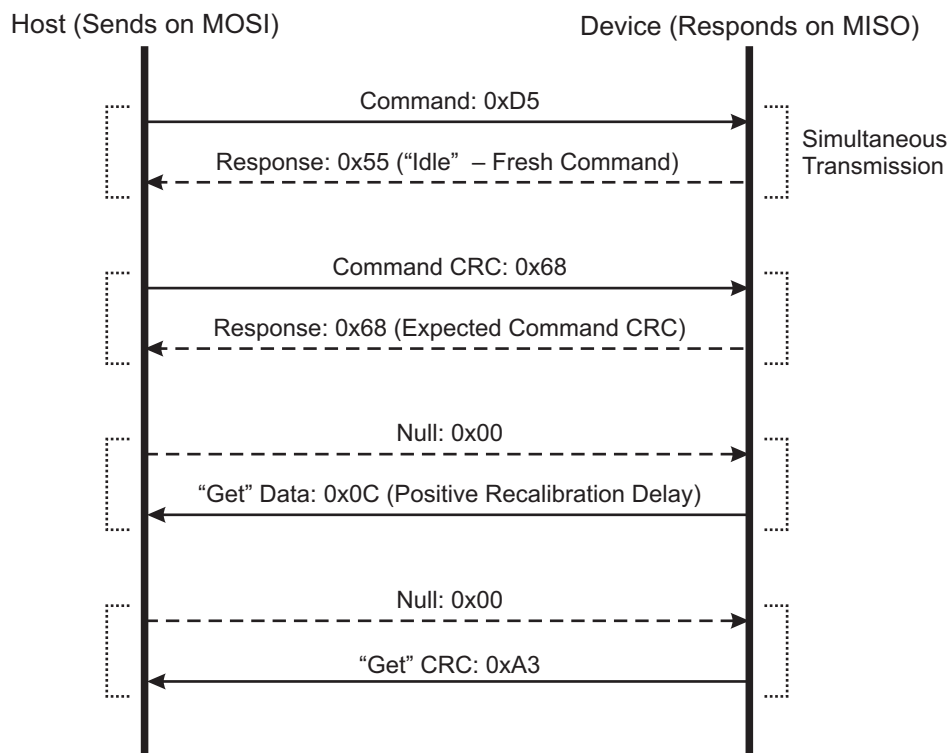 Host (Sends on MOSI)
Device (Responds on MISO)
Command: 0xD5
Response: 0x55 (“Idle” – Fresh Command)
Simultaneous
Transmission
Command CRC: 0x68
Response: 0x68 (Expected Command CRC)
Null: 0x00
“Get” Data: 0x0C (Positive Recalibration Delay)
Null: 0x00
“Get” CRC: 0xA3